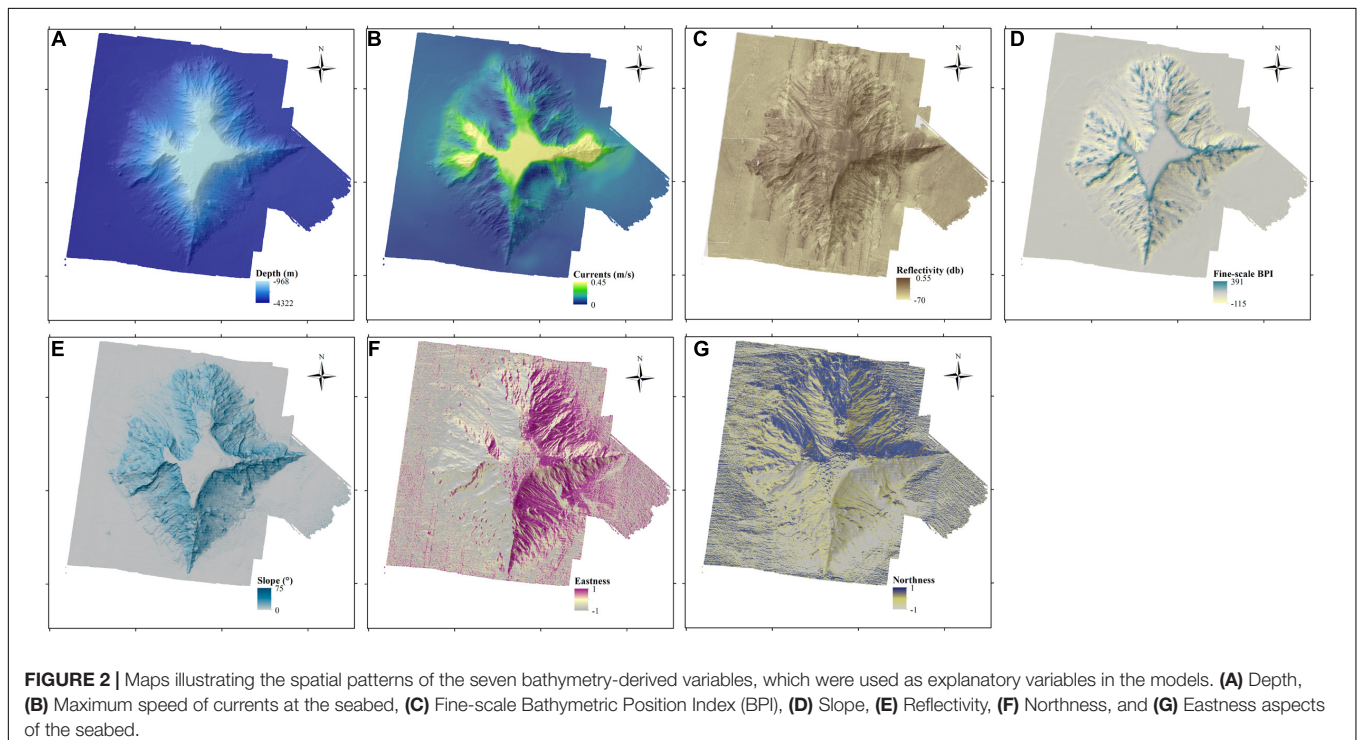 A
N
Depth (m)
-968
-4322
B
N
Currents (m/s)
0.45
0
C
N
Reflectivity (db)
0.55
-70
D
N
Fine-scale BPI
391
-115
E
N
Slope (°)
75
0
F
N
Eastness
1
-1
G
N
Northness
1
-1
FIGURE 2 | Maps illustrating the spatial patterns of the seven bathymetry-derived variables, which were used as explanatory variables in the models. (A) Depth,
(B) Maximum speed of currents at the seabed, (C) Fine-scale Bathymetric Position Index (BPI), (D) Slope, (E) Reflectivity, (F) Northness, and (G) Eastness aspects
of the seabed.